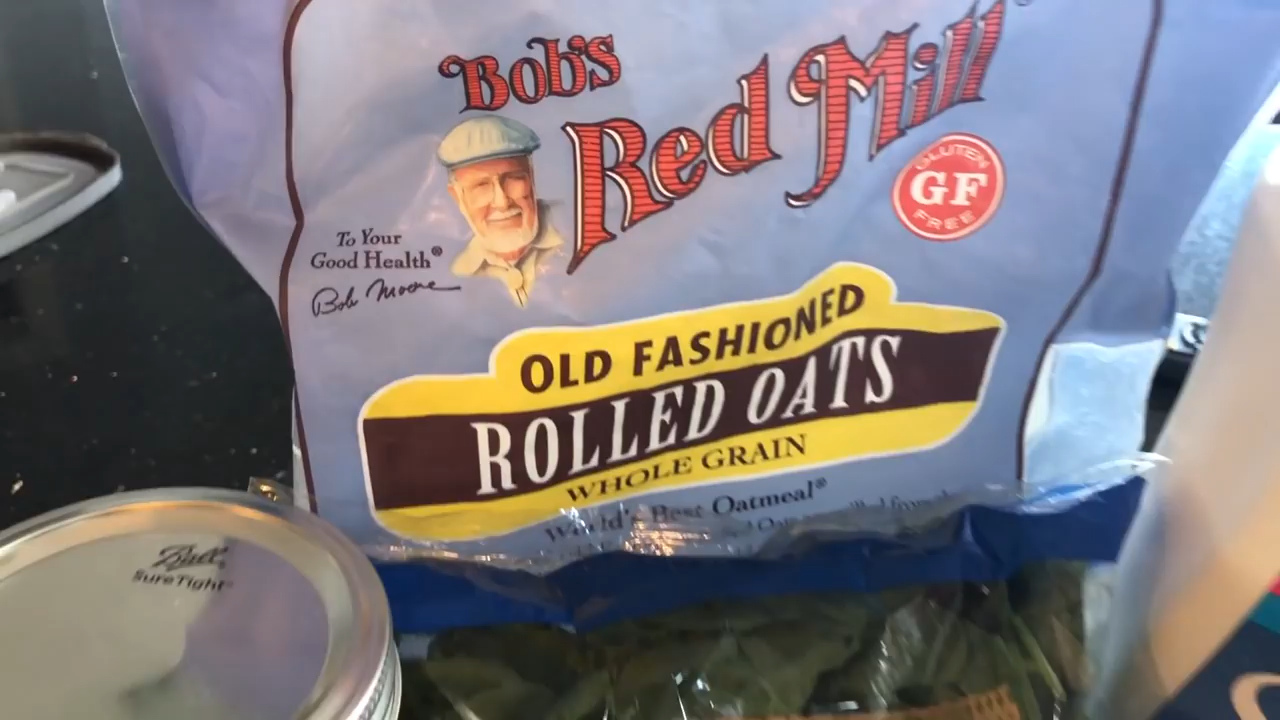 Bob's
Red Mill
GLUTEN
GF
FREE
To Your
Good Health®
Bob Moore
OLD FASHIONED
ROLLED OATS
WHOLE GRAIN
World's Best Oatmeal®
Ball
SureTight